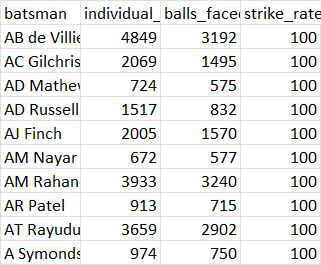 batsman individual_ balls_faced strike_rate
AB de Villie 4849 3192 100
AC Gilchris 2069 1495 100
AD Mathew 724 575 100
AD Russell 1517 832 100
AJ Finch 2005 1570 100
AM Nayar 672 577 100
AM Rahan 3933 3240 100
AR Patel 913 715 100
AT Rayudu 3659 2902 100
A Symonds 974 750 100